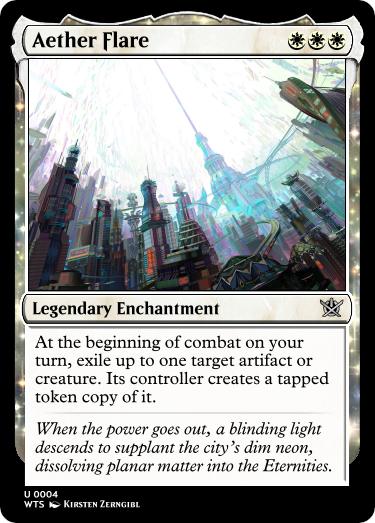 Aether Flare
Legendary Enchantment
At the beginning of combat on your
turn, exile up to one target artifact or
creature. Its controller creates a tapped
token copy of it.
When the power goes out, a blinding light
descends to supplant the city's dim neon,
dissolving planar matter into the Eternities.
U 0004
WTS Kirsten Zerngibl